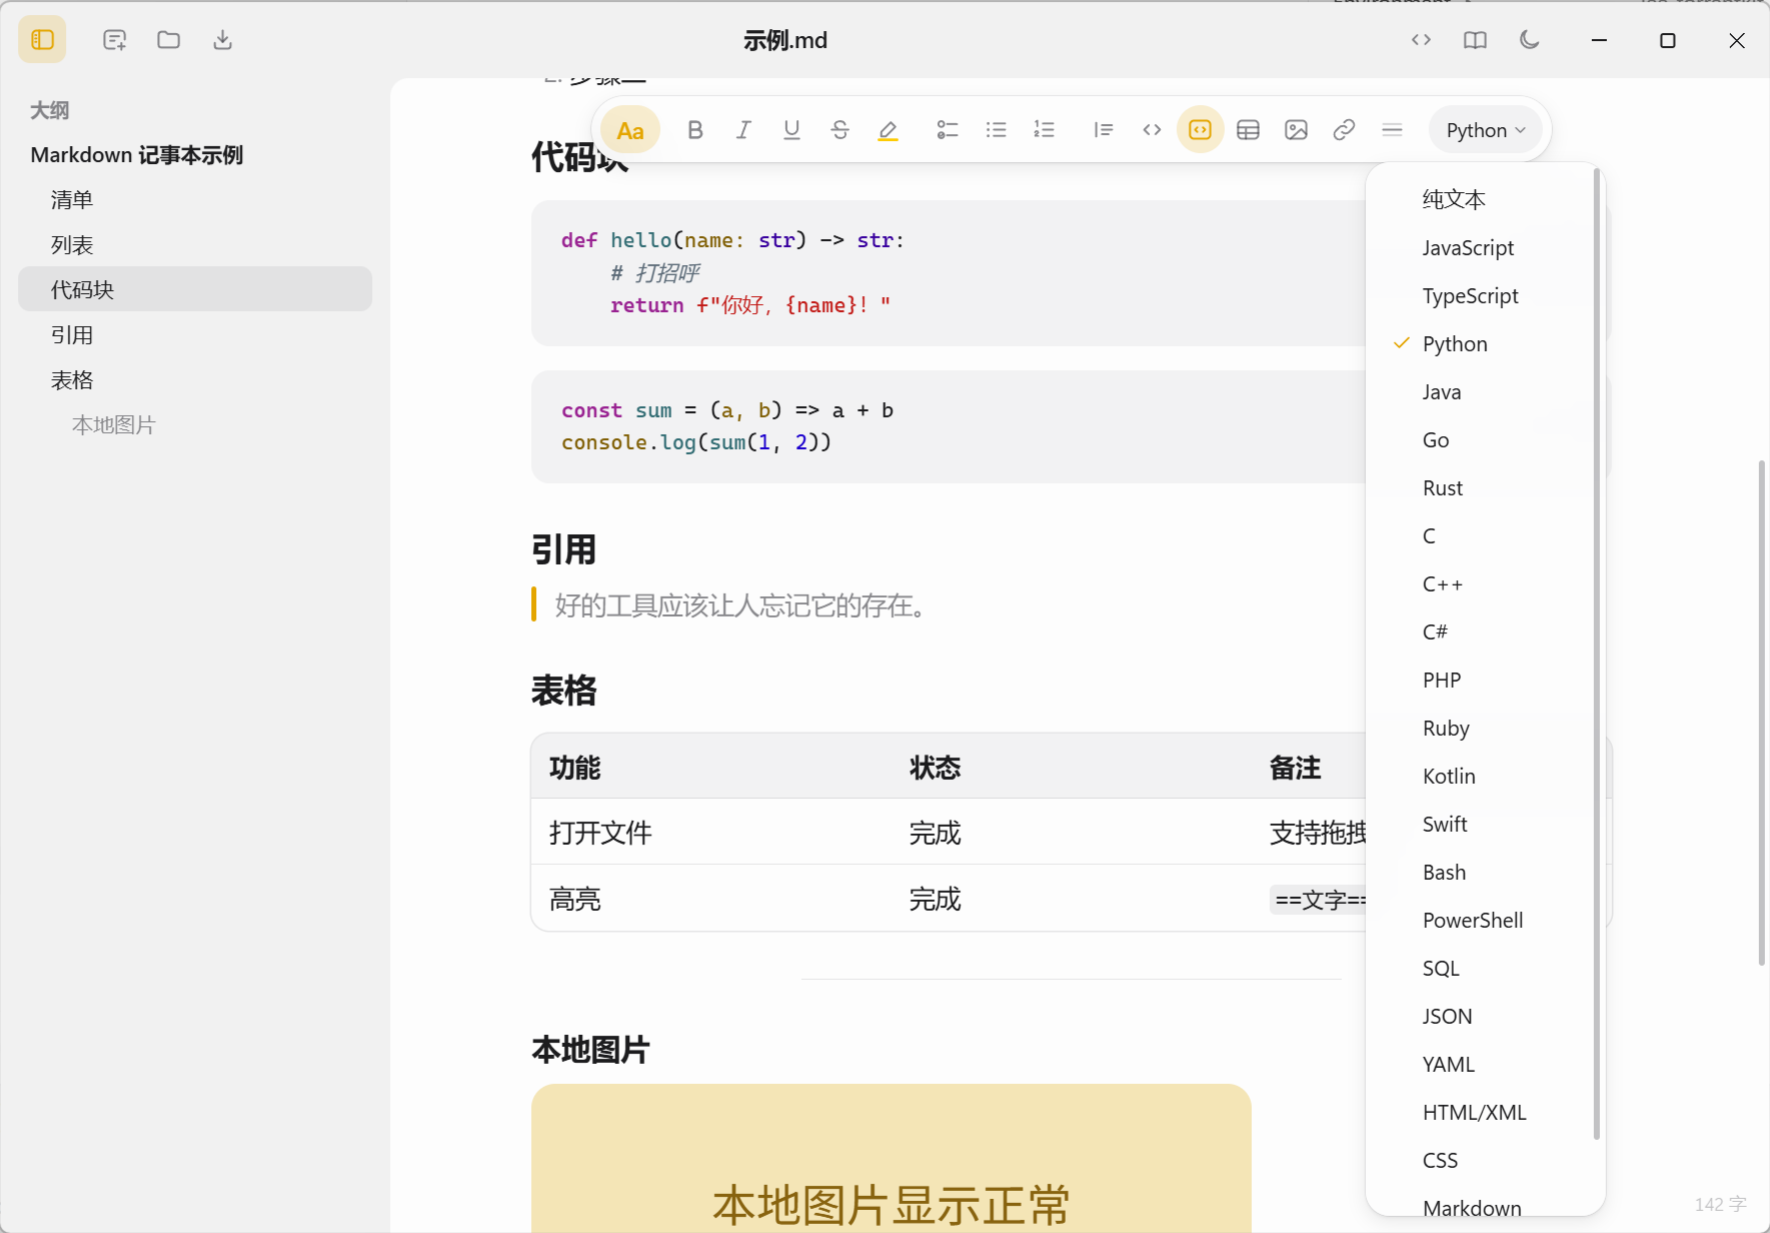 示例.md
大纲
Markdown 记事本示例
清单
列表
代码块
引用
表格
本地图片
Aa
Python
代码块
def hello(name: str) -> str:
# 打招呼
return f"你好，{name}！"
const sum = (a, b) => a + b
console.log(sum(1, 2))
引用
好的工具应该让人忘记它的存在。
表格
功能 状态 备注
打开文件 完成 支持拖拽
高亮 完成 ==文字==
本地图片
本地图片显示正常
纯文本
JavaScript
TypeScript
Python
Java
Go
Rust
C
C++
C#
PHP
Ruby
Kotlin
Swift
Bash
PowerShell
SQL
JSON
YAML
HTML/XML
CSS
Markdown
142 字